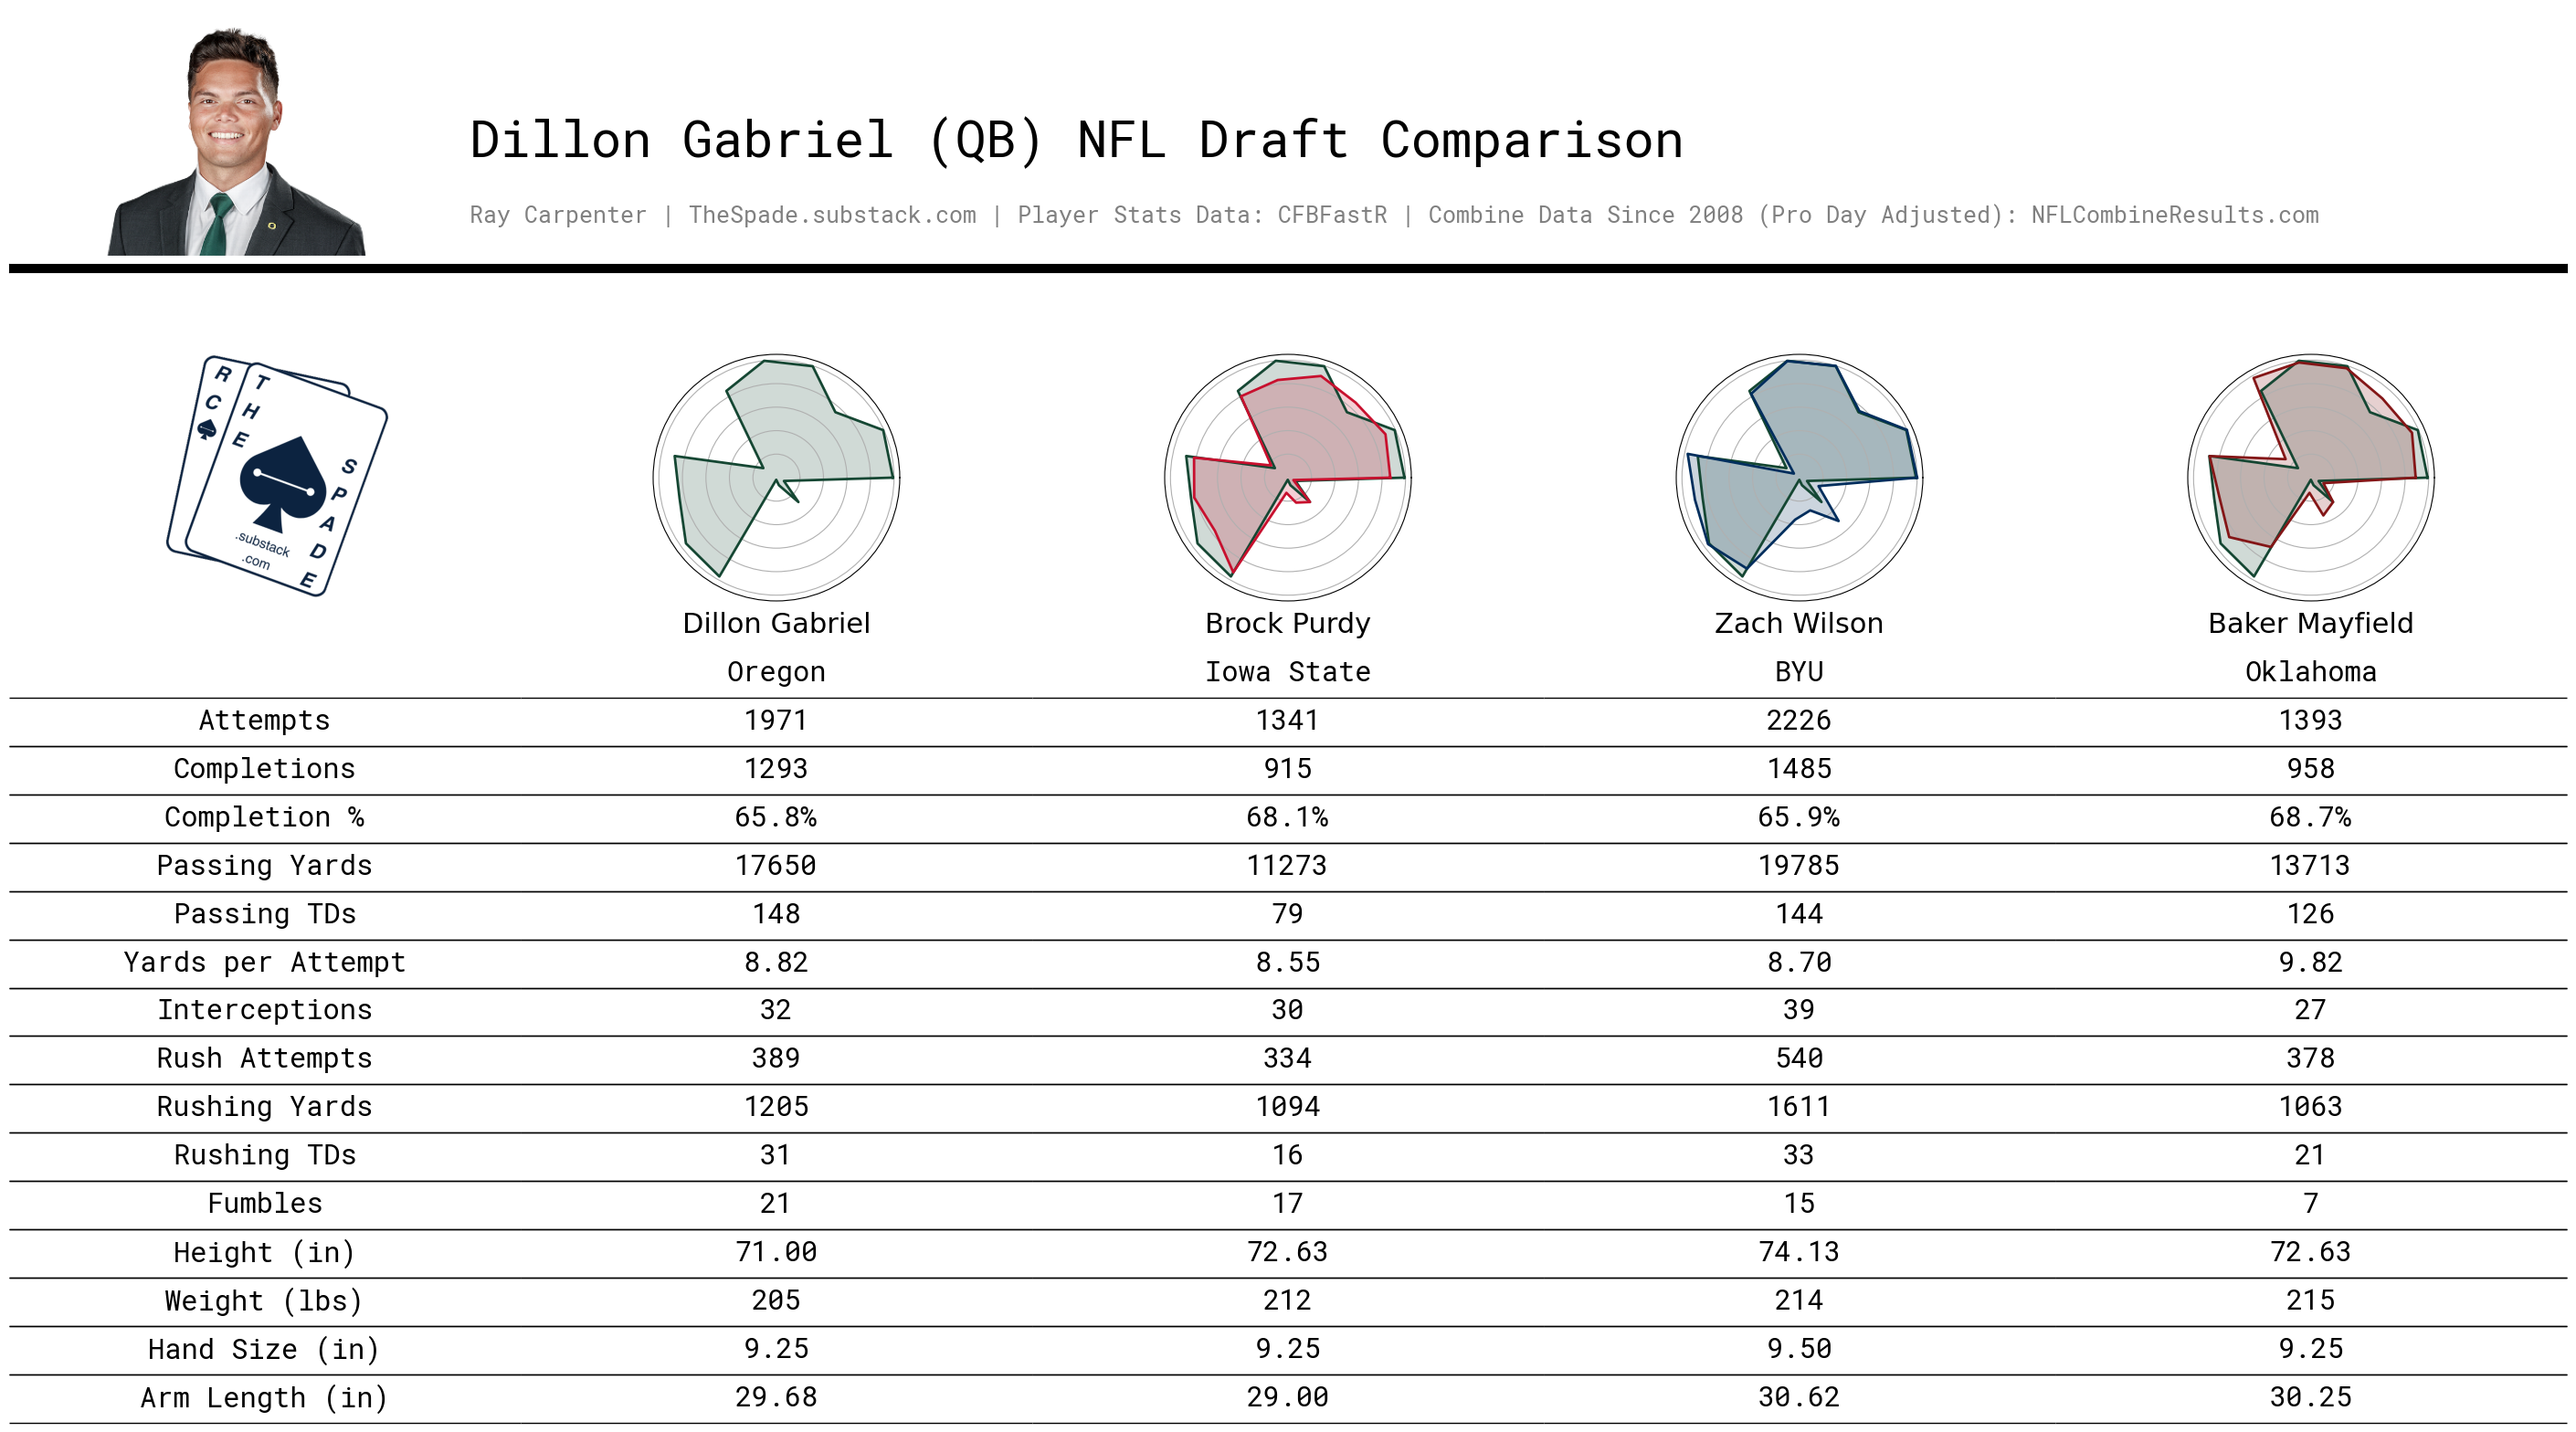 Dillon Gabriel (QB) NFL Draft Comparison
Ray Carpenter | TheSpade.substack.com | Player Stats Data: CFBFastR | Combine Data Since 2008 (Pro Day Adjusted): NFLCombineResults.com
RC
THE
SPADE
.substack
.com
Dillon Gabriel Brock Purdy Zach Wilson Baker Mayfield
Oregon Iowa State BYU Oklahoma
Attempts 1971 1341 2226 1393
Completions 1293 915 1485 958
Completion % 65.8% 68.1% 65.9% 68.7%
Passing Yards 17650 11273 19785 13713
Passing TDs 148 79 144 126
Yards per Attempt 8.82 8.55 8.70 9.82
Interceptions 32 30 39 27
Rush Attempts 389 334 540 378
Rushing Yards 1205 1094 1611 1063
Rushing TDs 31 16 33 21
Fumbles 21 17 15 7
Height (in) 71.00 72.63 74.13 72.63
Weight (lbs) 205 212 214 215
Hand Size (in) 9.25 9.25 9.50 9.25
Arm Length (in) 29.68 29.00 30.62 30.25